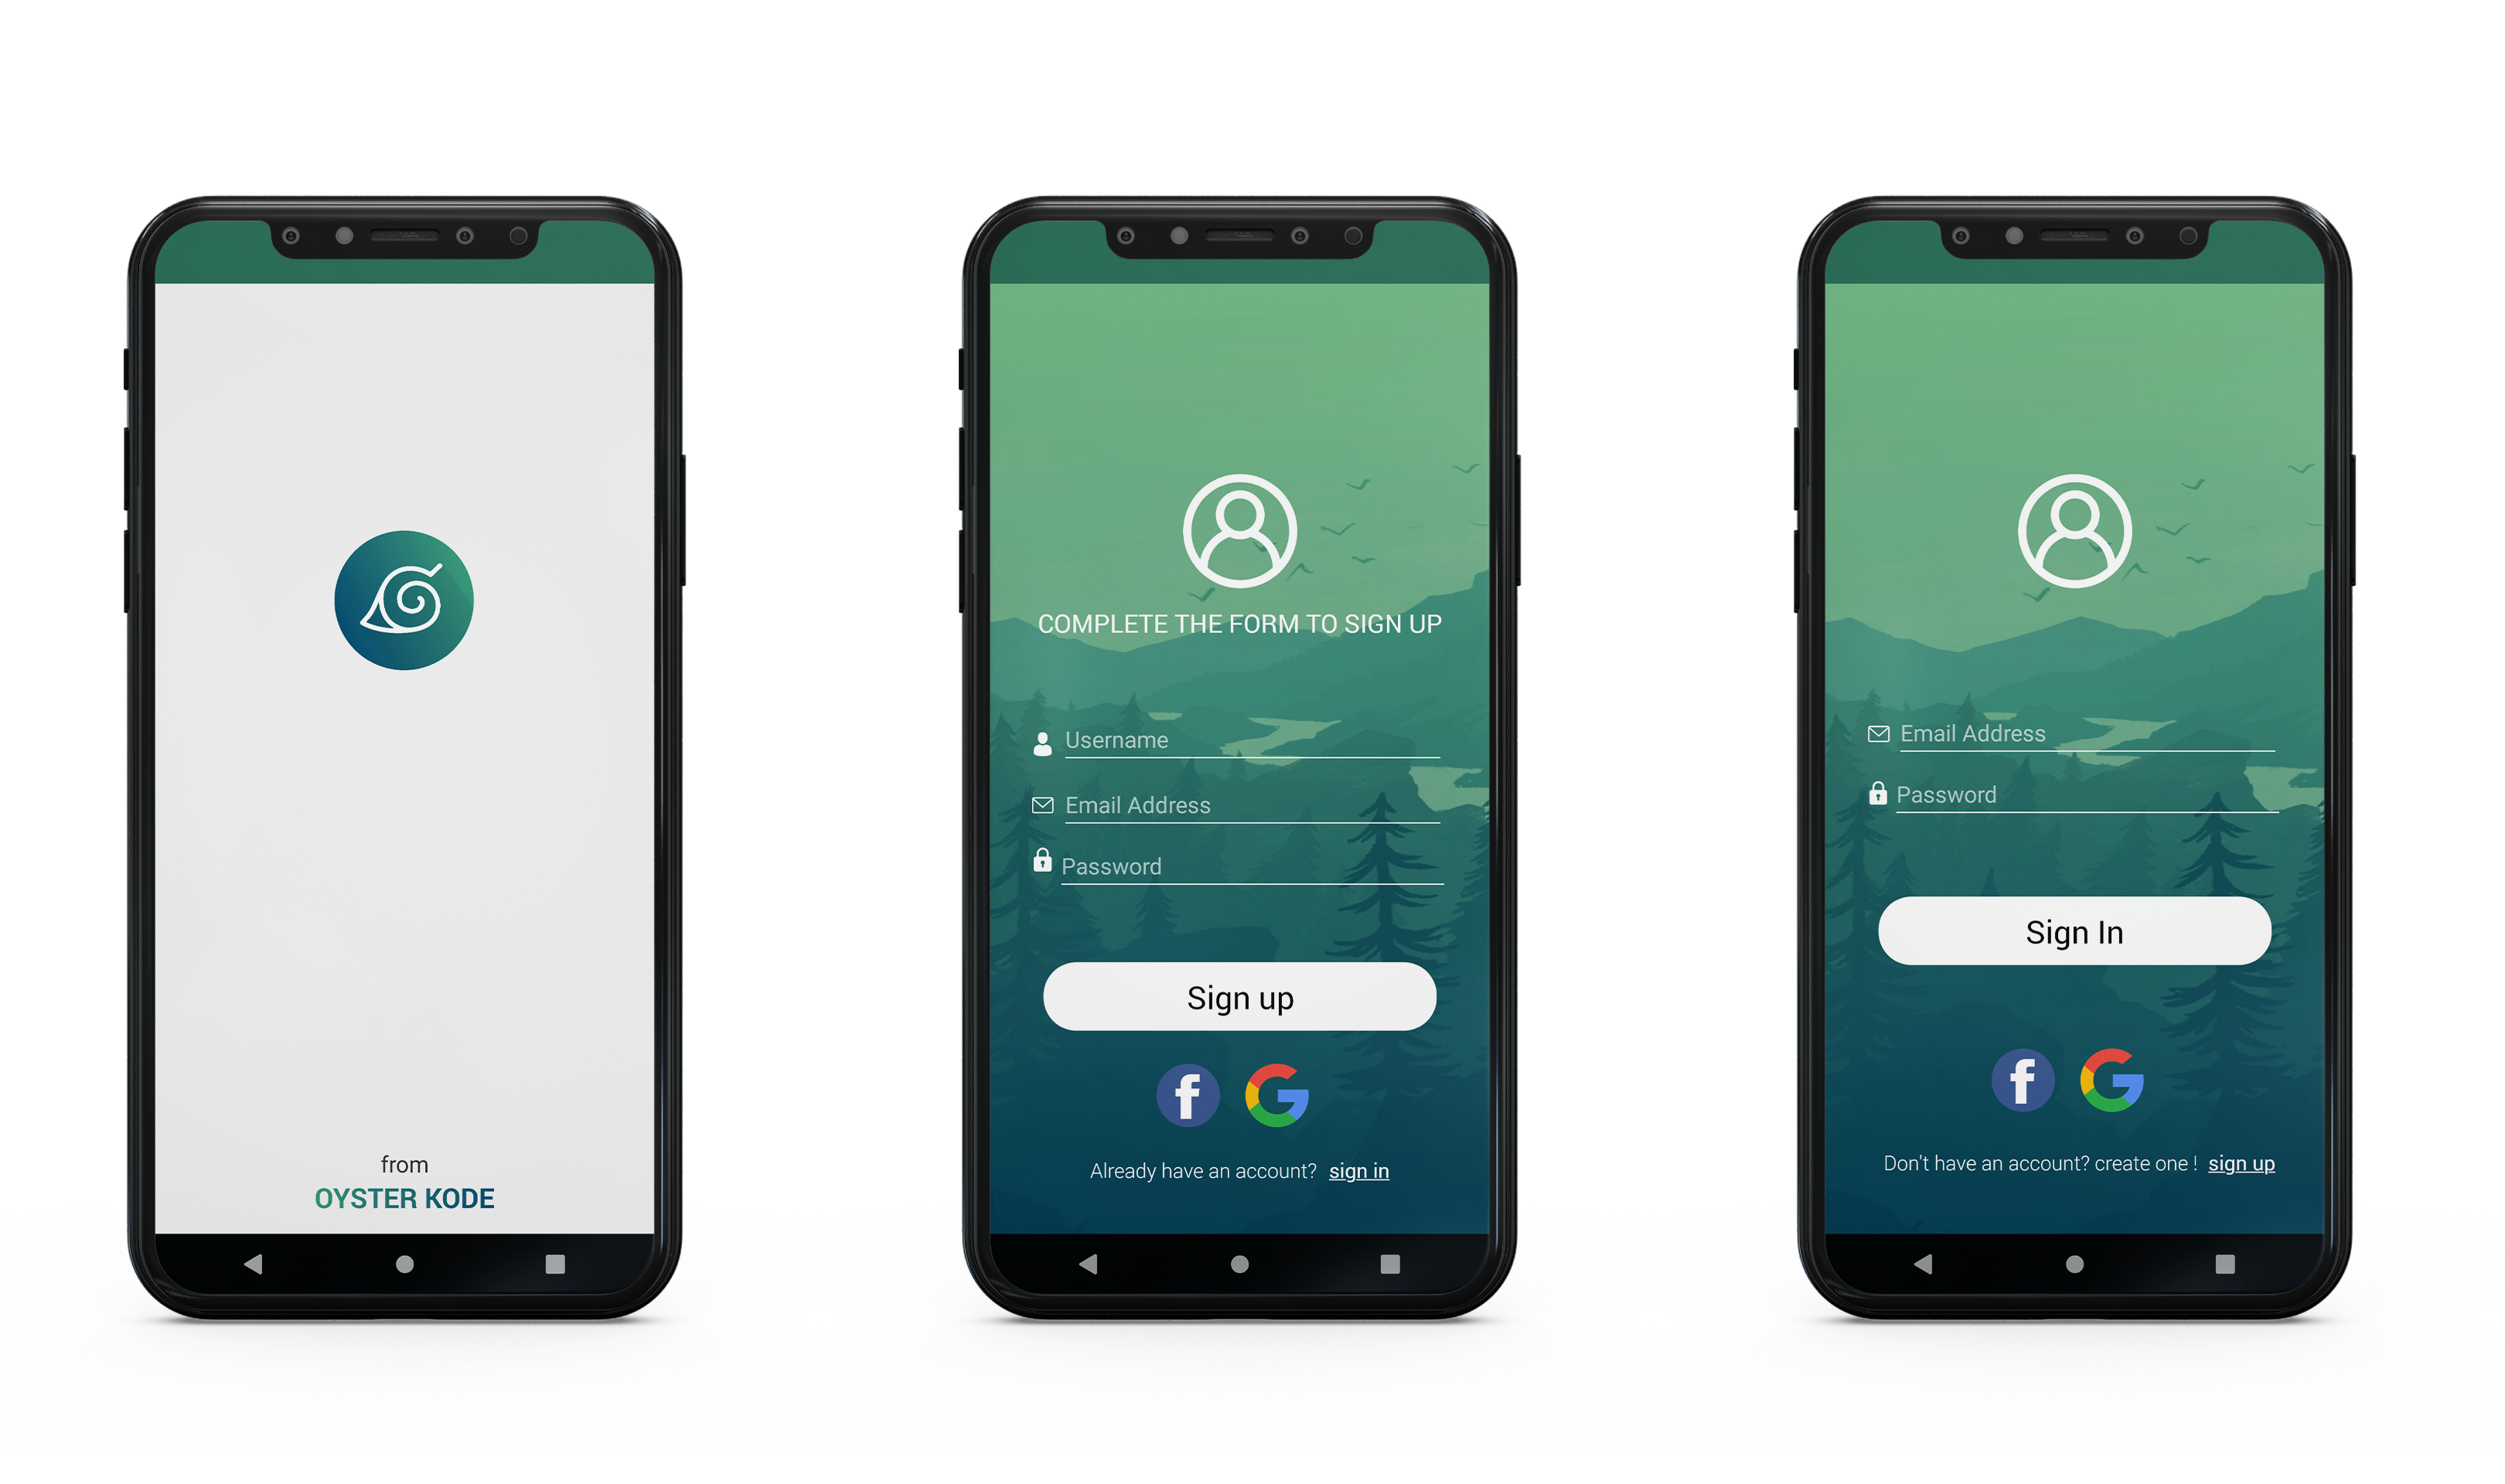 from
OYSTER KODE
COMPLETE THE FORM TO SIGN UP
Username
Email Address
Password
Sign up
f G
Already have an account? sign in
Email Address
Password
Sign In
f G
Don't have an account? create one ! sign up